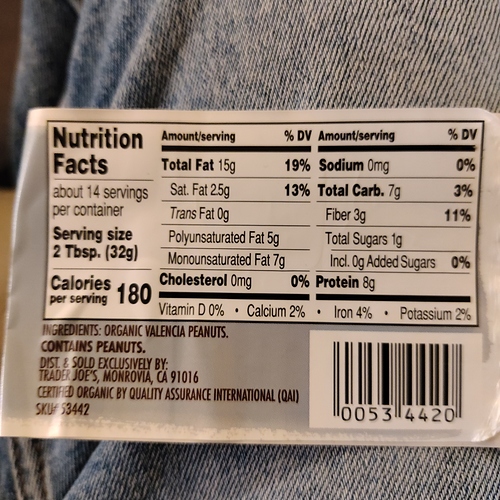 Nutrition
Facts
about 14 servings
per container
Serving size
2 Tbsp. (32g)
Calories
per serving 180
Amount/serving % DV
Total Fat 15g 19%
Sat. Fat 2.5g 13%
Trans Fat 0g
Polyunsaturated Fat 5g
Monounsaturated Fat 7g
Cholesterol 0mg 0%
Amount/serving % DV
Sodium 0mg 0%
Total Carb. 7g 3%
Fiber 3g 11%
Total Sugars 1g
Incl. 0g Added Sugars 0%
Protein 8g
Vitamin D 0% • Calcium 2% • Iron 4% • Potassium 2%
INGREDIENTS: ORGANIC VALENCIA PEANUTS.
CONTAINS PEANUTS.
DIST. & SOLD EXCLUSIVELY BY:
TRADER JOE'S, MONROVIA, CA 91016
CERTIFIED ORGANIC BY QUALITY ASSURANCE INTERNATIONAL (QAI)
SKU# 53442
0053 4420